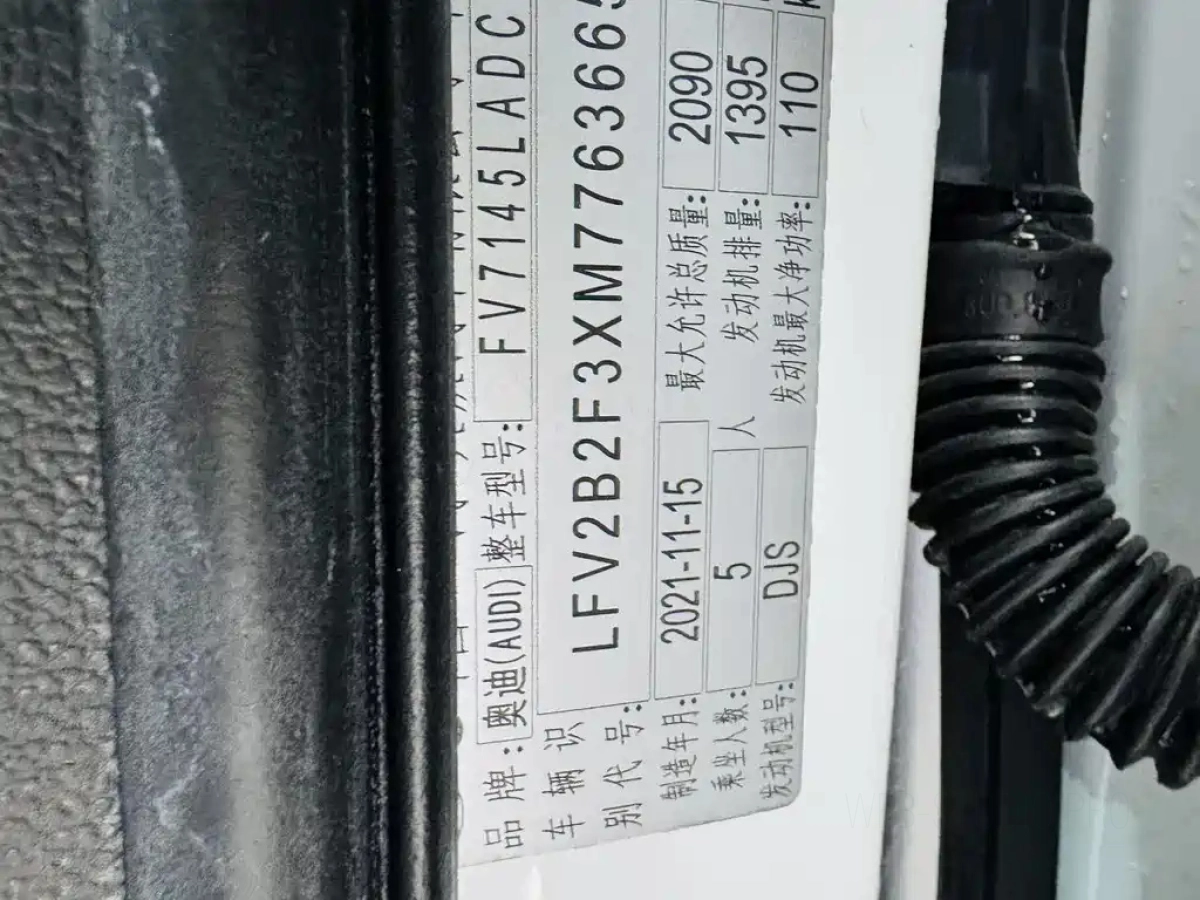 品牌:奥迪(AUDI) 整车型号: FV7145LADC
车辆识别代号: LFV2B2F3XM776366
制造年月: 2021-11-15 最大允许总质量: 2090
乘坐人数: 5 人 发动机排量: 1395
发动机型号: DJS 发动机最大净功率: 110